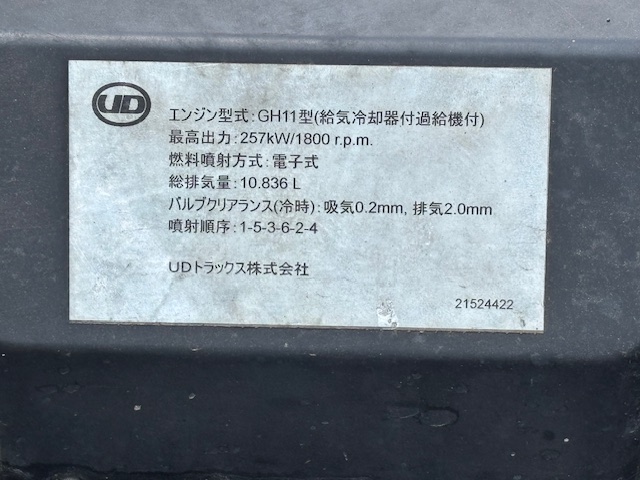 UD
エンジン型式:GH11型(給気冷却器付過給機付)
最高出力:257kW/1800 r.p.m.
燃料噴射方式:電子式
総排気量:10.836 L
バルブクリアランス(冷時):吸気0.2mm, 排気2.0mm
噴射順序:1-5-3-6-2-4
UDトラックス株式会社
21524422